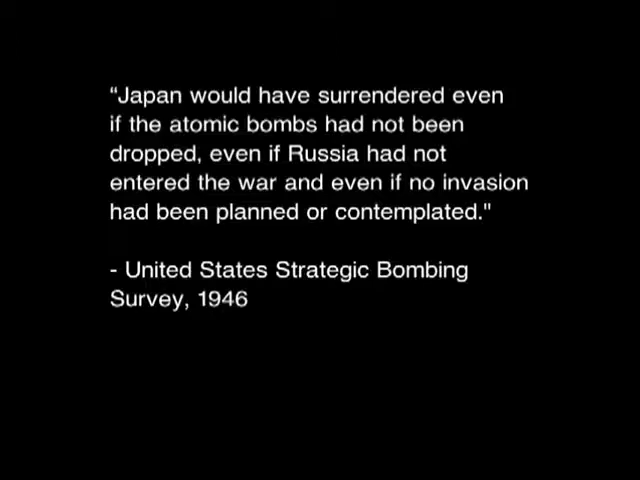 “Japan would have surrendered even
if the atomic bombs had not been
dropped, even if Russia had not
entered the war and even if no invasion
had been planned or contemplated."
- United States Strategic Bombing
Survey, 1946